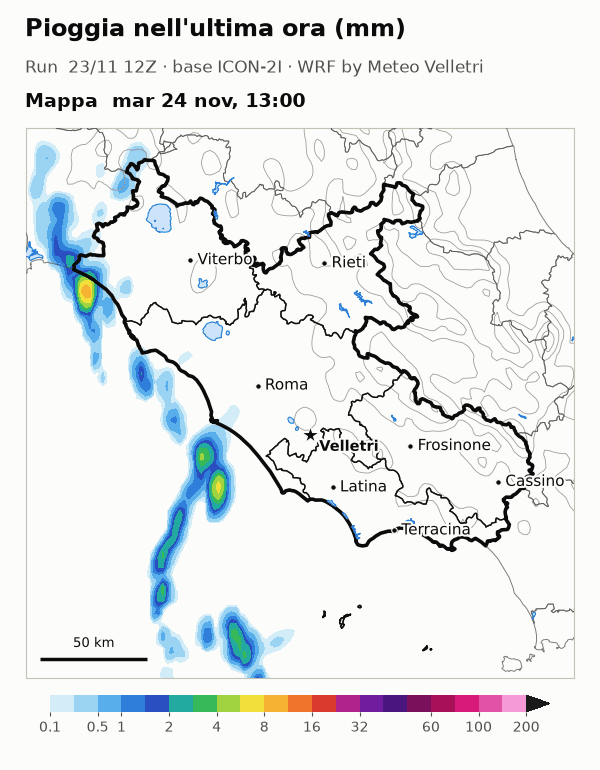 Pioggia nell'ultima ora (mm)
Run  23/11 12Z · base ICON-2I · WRF by Meteo Velletri
Mappa  mar 24 nov, 13:00
Viterbo
Rieti
Roma
Velletri
Frosinone
Latina
Cassino
Terracina
50 km
0.1 0.5 1 2 4 8 16 32 60 100 200